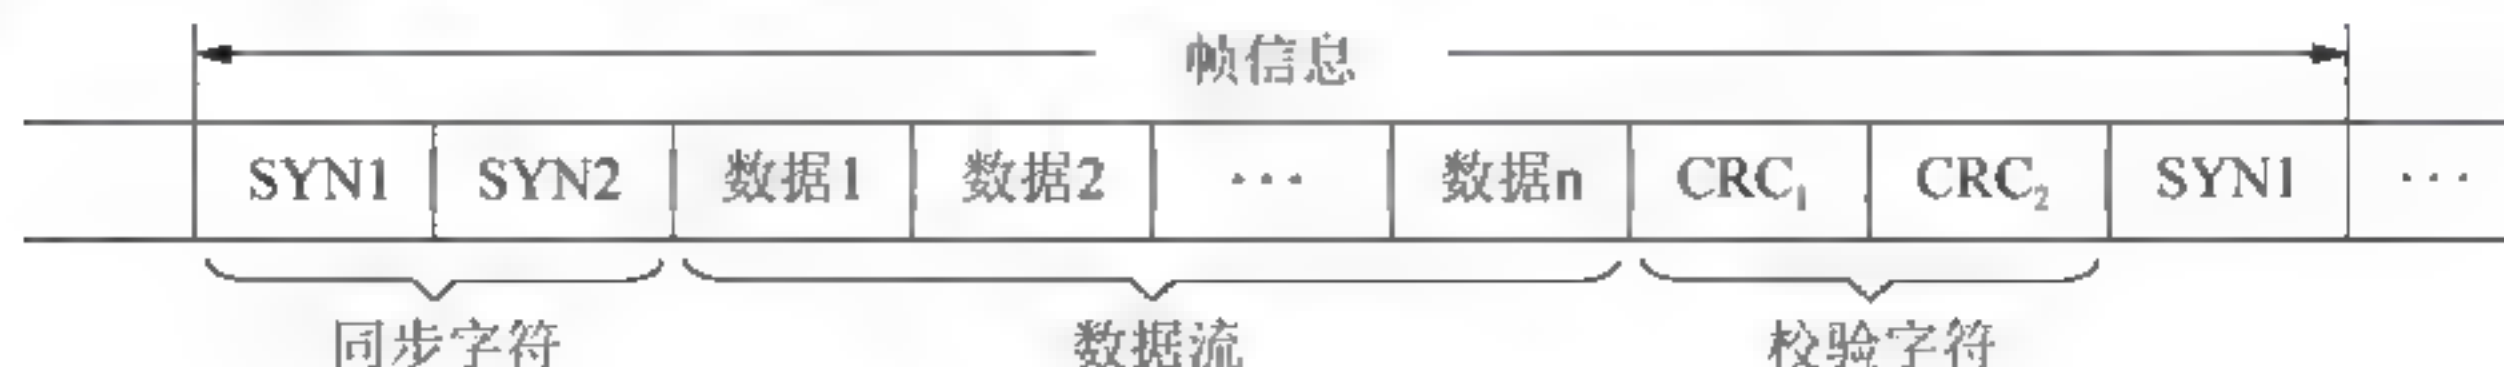 帧信息
SYN1 SYN2 数据1 数据2 ··· 数据n CRC₁ CRC₂ SYN1 ···
同步字符 数据流 校验字符